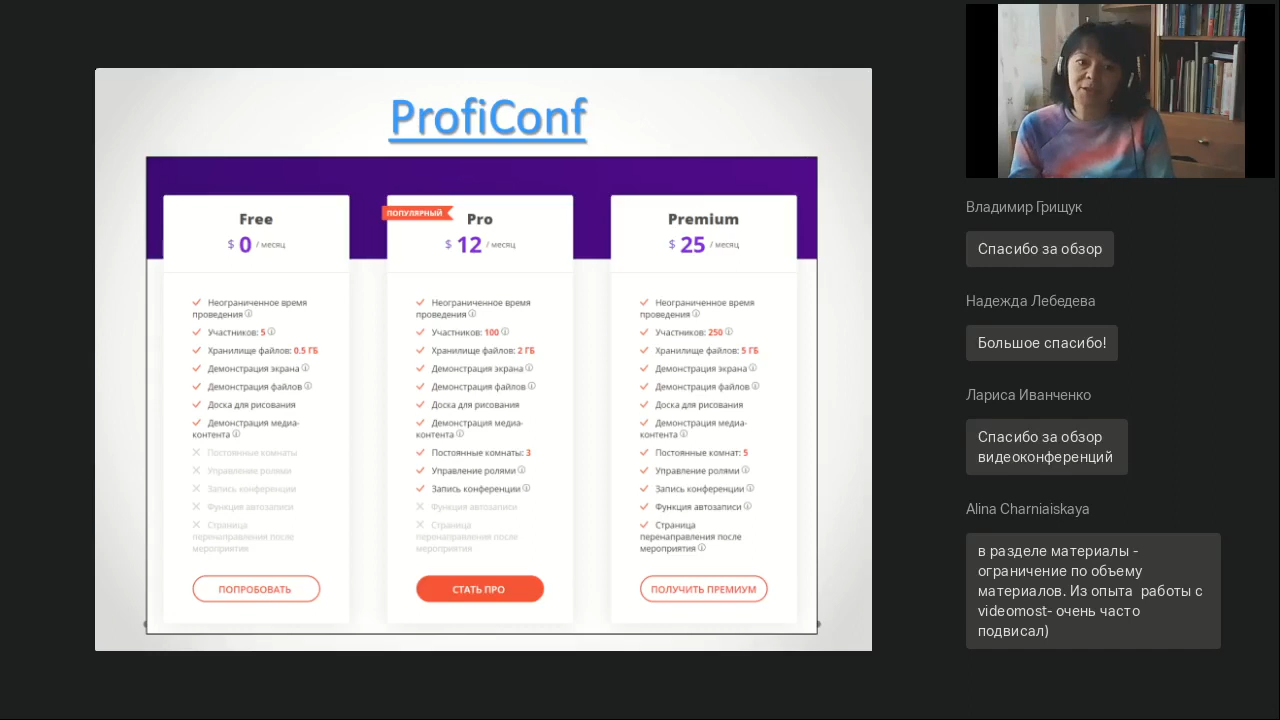 ProfiConf
Free
$ 0 / месяц
Неограниченное время
проведения
Участников: 5
Хранилище файлов: 0.5 ГБ
Демонстрация экрана
Демонстрация файлов
Доска для рисования
Демонстрация медиа-
контента
Постоянные комнаты
Управление ролями
Запись конференции
Функция автозаписи
Страница
перенаправления после
мероприятия
ПОПРОБОВАТЬ
ПОПУЛЯРНЫЙ
Pro
$ 12 / месяц
Неограниченное время
проведения
Участников: 100
Хранилище файлов: 2 ГБ
Демонстрация экрана
Демонстрация файлов
Доска для рисования
Демонстрация медиа-
контента
Постоянные комнаты: 3
Управление ролями
Запись конференции
Функция автозаписи
Страница
перенаправления после
мероприятия
СТАТЬ ПРО
Premium
$ 25 / месяц
Неограниченное время
проведения
Участников: 250
Хранилище файлов: 5 ГБ
Демонстрация экрана
Демонстрация файлов
Доска для рисования
Демонстрация медиа-
контента
Постоянные комнат: 5
Управление ролями
Запись конференции
Функция автозаписи
Страница
перенаправления после
мероприятия
ПОЛУЧИТЬ ПРЕМИУМ
Владимир Грищук
Спасибо за обзор
Надежда Лебедева
Большое спасибо!
Лариса Иванченко
Спасибо за обзор
видеоконференций
Alina Charniaiskaya
в разделе материалы -
ограничение по объему
материалов. Из опыта работы с
videomost- очень часто
подвисал)